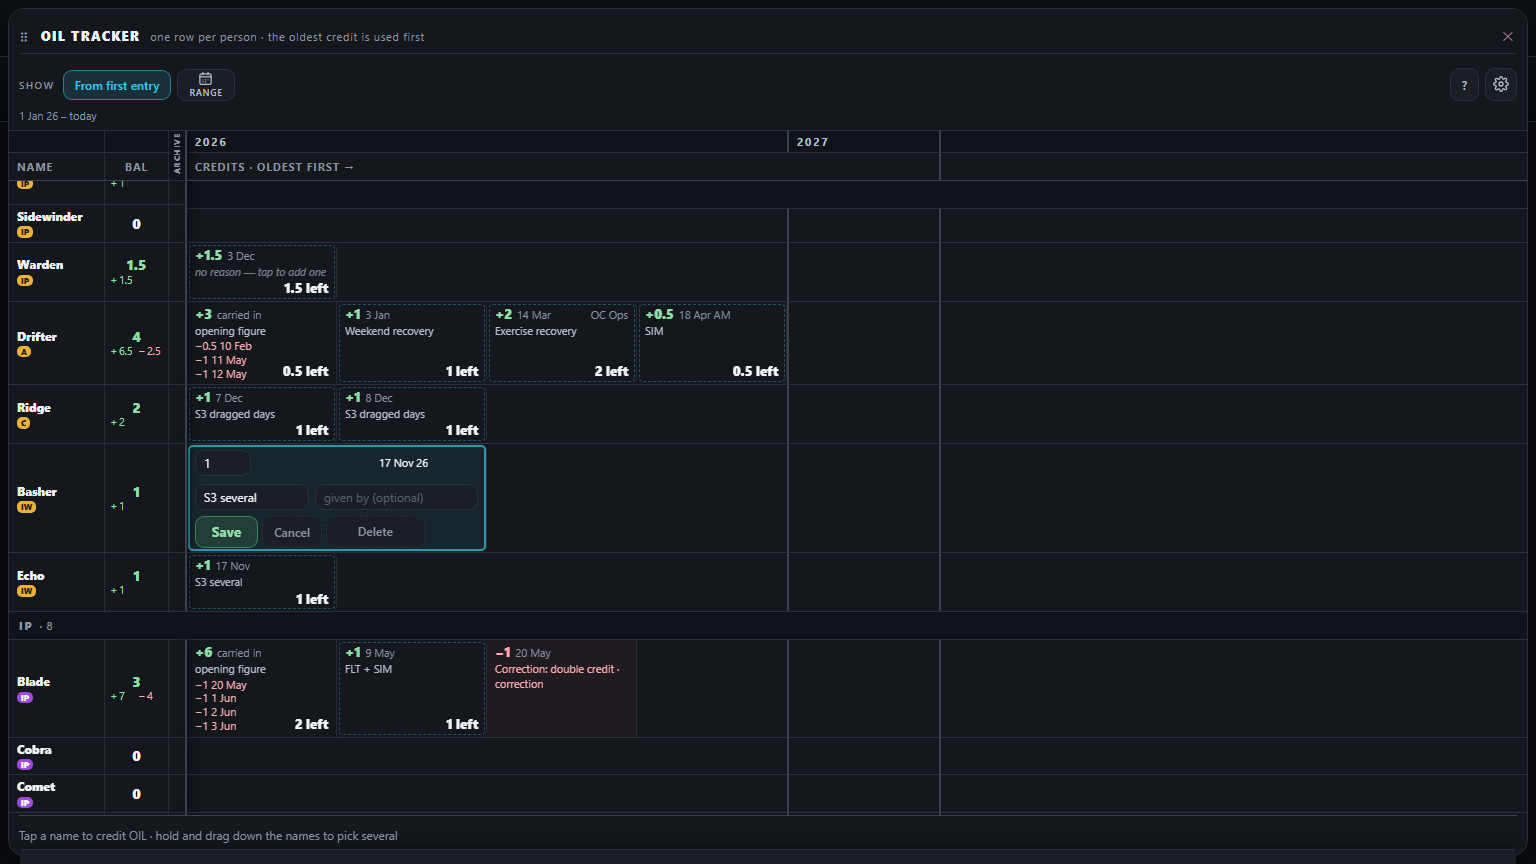 OIL TRACKER one row per person · the oldest credit is used first
SHOW From first entry RANGE ?
1 Jan 26 – today
ARCHIVE
2026 2027
NAME BAL CREDITS · OLDEST FIRST →
IP +1
Sidewinder
IP
0
Warden
IP
1.5
+1.5
+1.5 3 Dec
no reason — tap to add one
1.5 left
Drifter
A
4
+6.5 −2.5
+3 carried in
opening figure
−0.5 10 Feb
−1 11 May
−1 12 May
0.5 left
+1 3 Jan
Weekend recovery
1 left
+2 14 Mar OC Ops
Exercise recovery
2 left
+0.5 18 Apr AM
SIM
0.5 left
Ridge
C
2
+2
+1 7 Dec
S3 dragged days
1 left
+1 8 Dec
S3 dragged days
1 left
Basher
IW
1
+1
1 17 Nov 26
S3 several given by (optional)
Save Cancel Delete
Echo
IW
1
+1
+1 17 Nov
S3 several
1 left
IP · 8
Blade
IP
3
+7 −4
+6 carried in
opening figure
−1 20 May
−1 1 Jun
−1 2 Jun
−1 3 Jun
2 left
+1 9 May
FLT + SIM
1 left
−1 20 May
Correction: double credit ·
correction
Cobra
IP
0
Comet
IP
0
Tap a name to credit OIL · hold and drag down the names to pick several